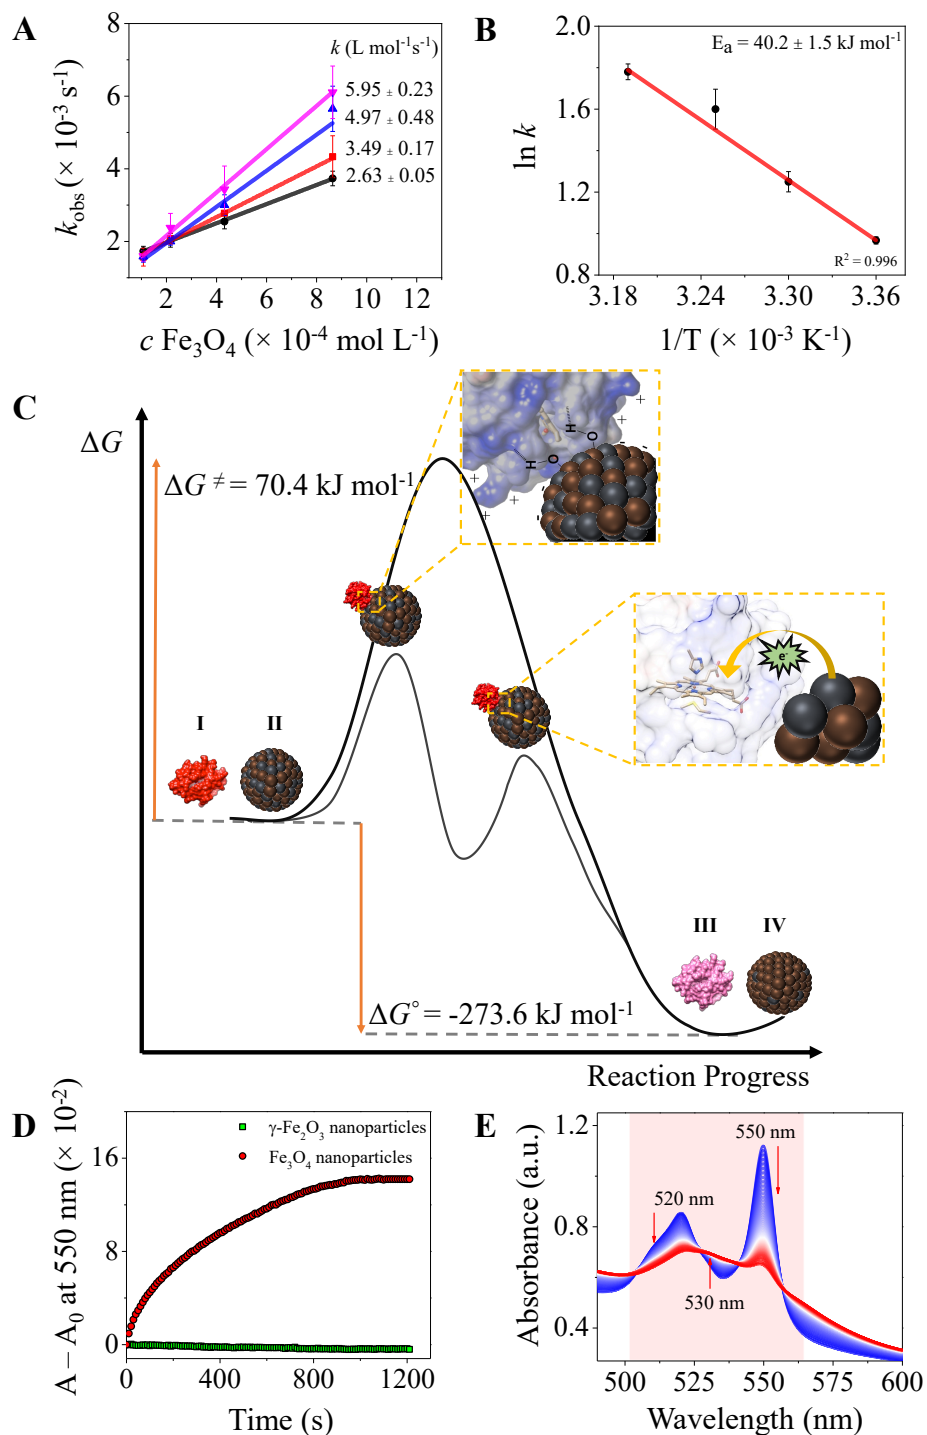 A
8
6
4
2
k (L mol⁻¹s⁻¹)
5.95 ± 0.23
4.97 ± 0.48
3.49 ± 0.17
2.63 ± 0.05
k_obs (× 10⁻³ s⁻¹)
2 4 6 8 10 12
c Fe₃O₄ (× 10⁻⁴ mol L⁻¹)
B
2.0
1.6
1.2
0.8
Eₐ = 40.2 ± 1.5 kJ mol⁻¹
ln k
R² = 0.996
3.18 3.24 3.30 3.36
1/T (× 10⁻³ K⁻¹)
C
ΔG
ΔG ≠ = 70.4 kJ mol⁻¹
+
+
H
O
H
O
+
+
+
e⁻
I II
III IV
ΔG° = -273.6 kJ mol⁻¹
Reaction Progress
D
γ-Fe₂O₃ nanoparticles
Fe₃O₄ nanoparticles
16
8
0
A – A₀ at 550 nm (× 10⁻²)
0 400 800 1200
Time (s)
E
1.2
0.8
0.4
550 nm
520 nm
530 nm
Absorbance (a.u.)
500 525 550 575 600
Wavelength (nm)